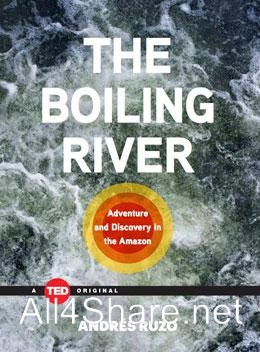 THE
BOILING
RIVER
Adventure
and Discovery in
the Amazon
A TED ORIGINAL
All4Share.net
ANDRÉS RUZO